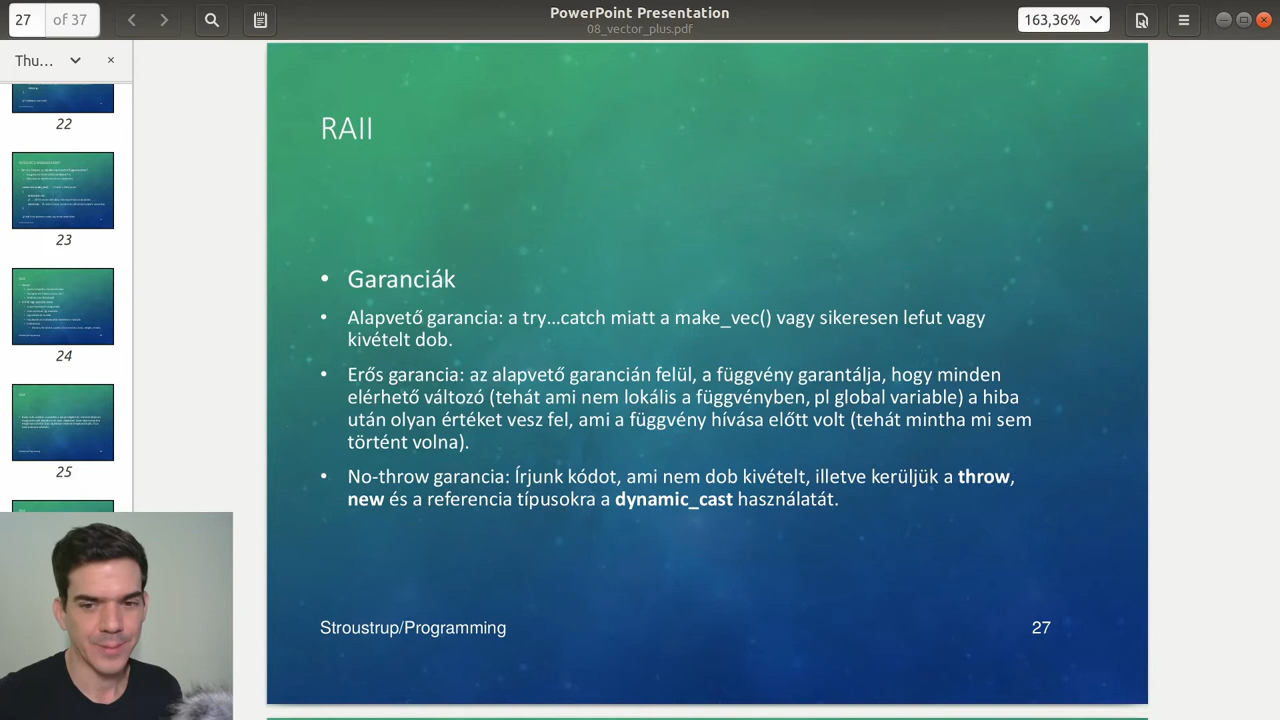 27 of 37
PowerPoint Presentation
08_vector_plus.pdf
163,36%
Thu...
22
23
24
25
RAII
• Garanciák
• Alapvető garancia: a try...catch miatt a make_vec() vagy sikeresen lefut vagy
kivételt dob.
• Erős garancia: az alapvető garancián felül, a függvény garantálja, hogy minden
elérhető változó (tehát ami nem lokális a függvényben, pl global variable) a hiba
után olyan érteket vesz fel, ami a függvény hívása előtt volt (tehát mintha mi sem
történt volna).
• No-throw garancia: Írjunk kódot, ami nem dob kivételt, illetve kerüljük a throw,
new és a referencia típusokra a dynamic_cast használatát.
Stroustrup/Programming
27